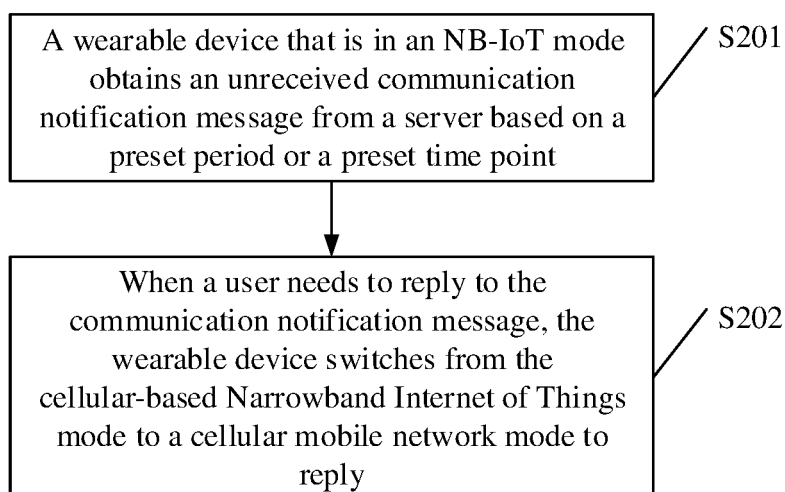 A wearable device that is in an NB-IoT mode
obtains an unreceived communication
notification message from a server based on a
preset period or a preset time point
S201
When a user needs to reply to the
communication notification message, the
wearable device switches from the
cellular-based Narrowband Internet of Things
mode to a cellular mobile network mode to
reply
S202